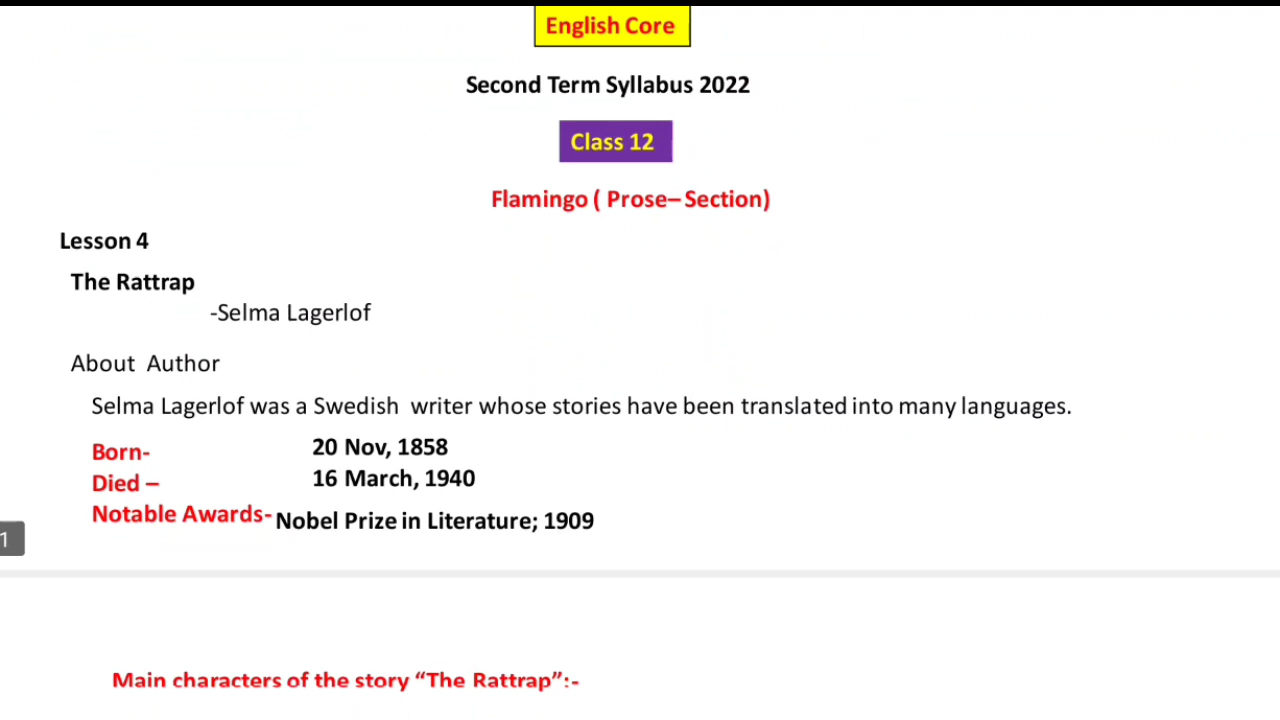 English Core
Second Term Syllabus 2022
Class 12
Flamingo ( Prose– Section)
Lesson 4
The Rattrap
-Selma Lagerlof
About Author
Selma Lagerlof was a Swedish writer whose stories have been translated into many languages.
Born- 20 Nov, 1858
Died – 16 March, 1940
Notable Awards- Nobel Prize in Literature; 1909
1
Main characters of the story “The Rattrap”:-